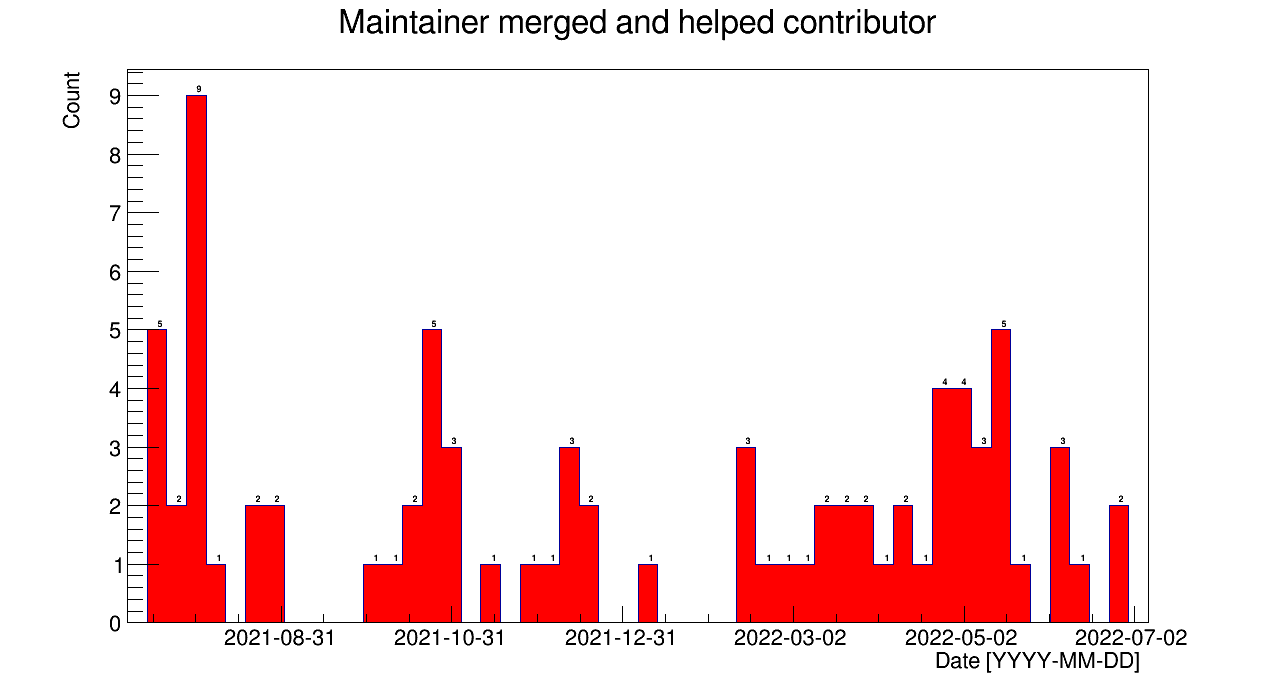 Maintainer merged and helped contributor
Count
9
8
7
6
5
4
3
2
1
0
5 2 9 1 2 2 1 1 2 5 3 1 1 1 3 2 1 3 1 1 1 2 2 2 1 2 1 4 4 3 5 1 3 1 2
2021-08-31 2021-10-31 2021-12-31 2022-03-02 2022-05-02 2022-07-02
Date [YYYY-MM-DD]